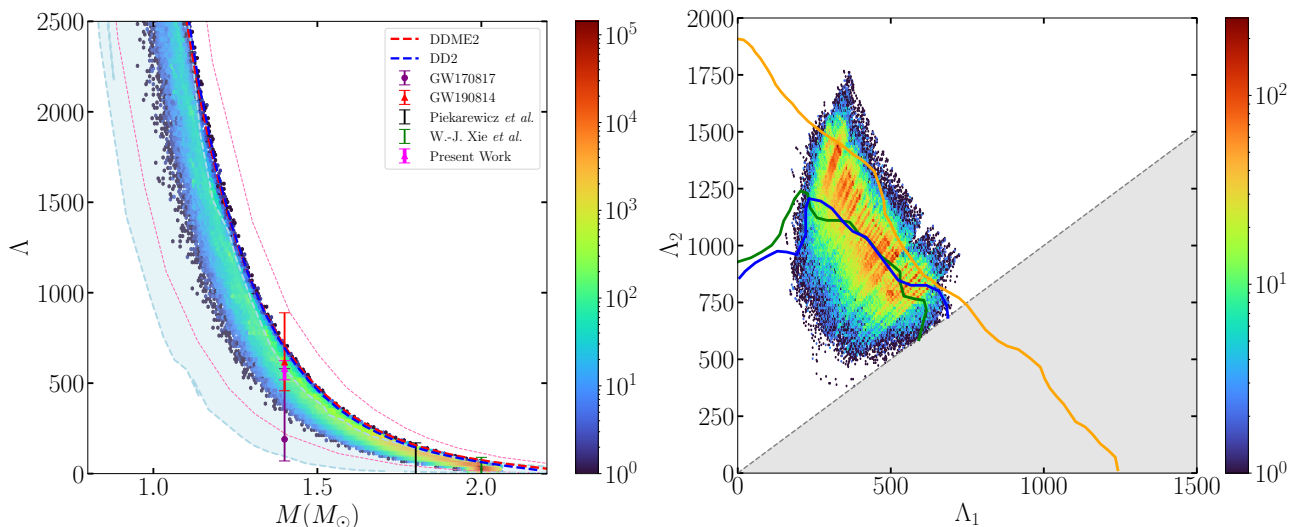 2500
2000
1500
1000
500
0
Λ
1.0
1.5
2.0
M(M⊙)
DDME2
DD2
GW170817
GW190814
Piekarewicz et al.
W.-J. Xie et al.
Present Work
10^5
10^4
10^3
10^2
10^1
10^0
2000
1750
1500
1250
1000
750
500
250
0
Λ_2
0
500
1000
1500
Λ_1
10^2
10^1
10^0